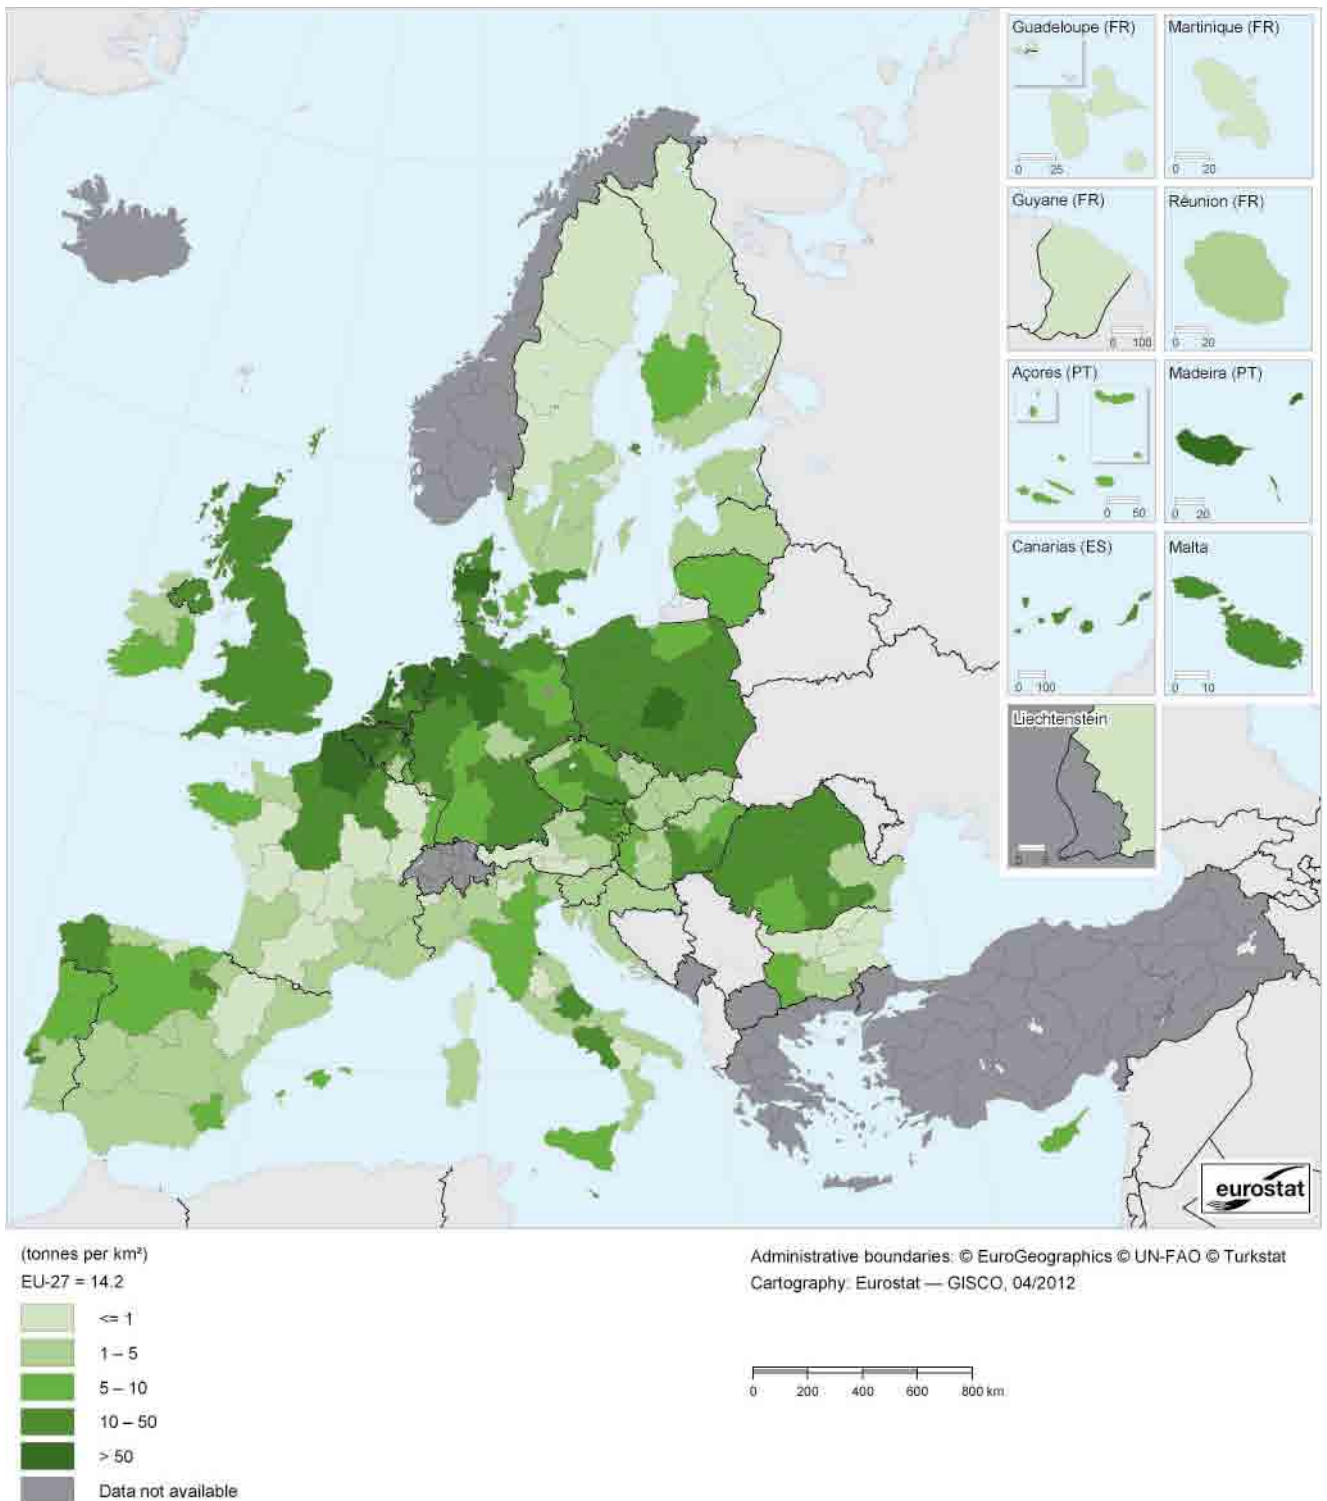 Guadeloupe (FR)
0 25
Martinique (FR)
0 20
Guyane (FR)
0 100
Réunion (FR)
0 20
Açores (PT)
0 50
Madeira (PT)
0 20
Canarias (ES)
0 100
Malta
0 10
Liechtenstein
eurostat
(tonnes per km²)
EU-27 = 14.2
<= 1
1 – 5
5 – 10
10 – 50
> 50
Data not available
Administrative boundaries: © EuroGeographics © UN-FAO © Turkstat
Cartography: Eurostat — GISCO, 04/2012
0 200 400 600 800 km